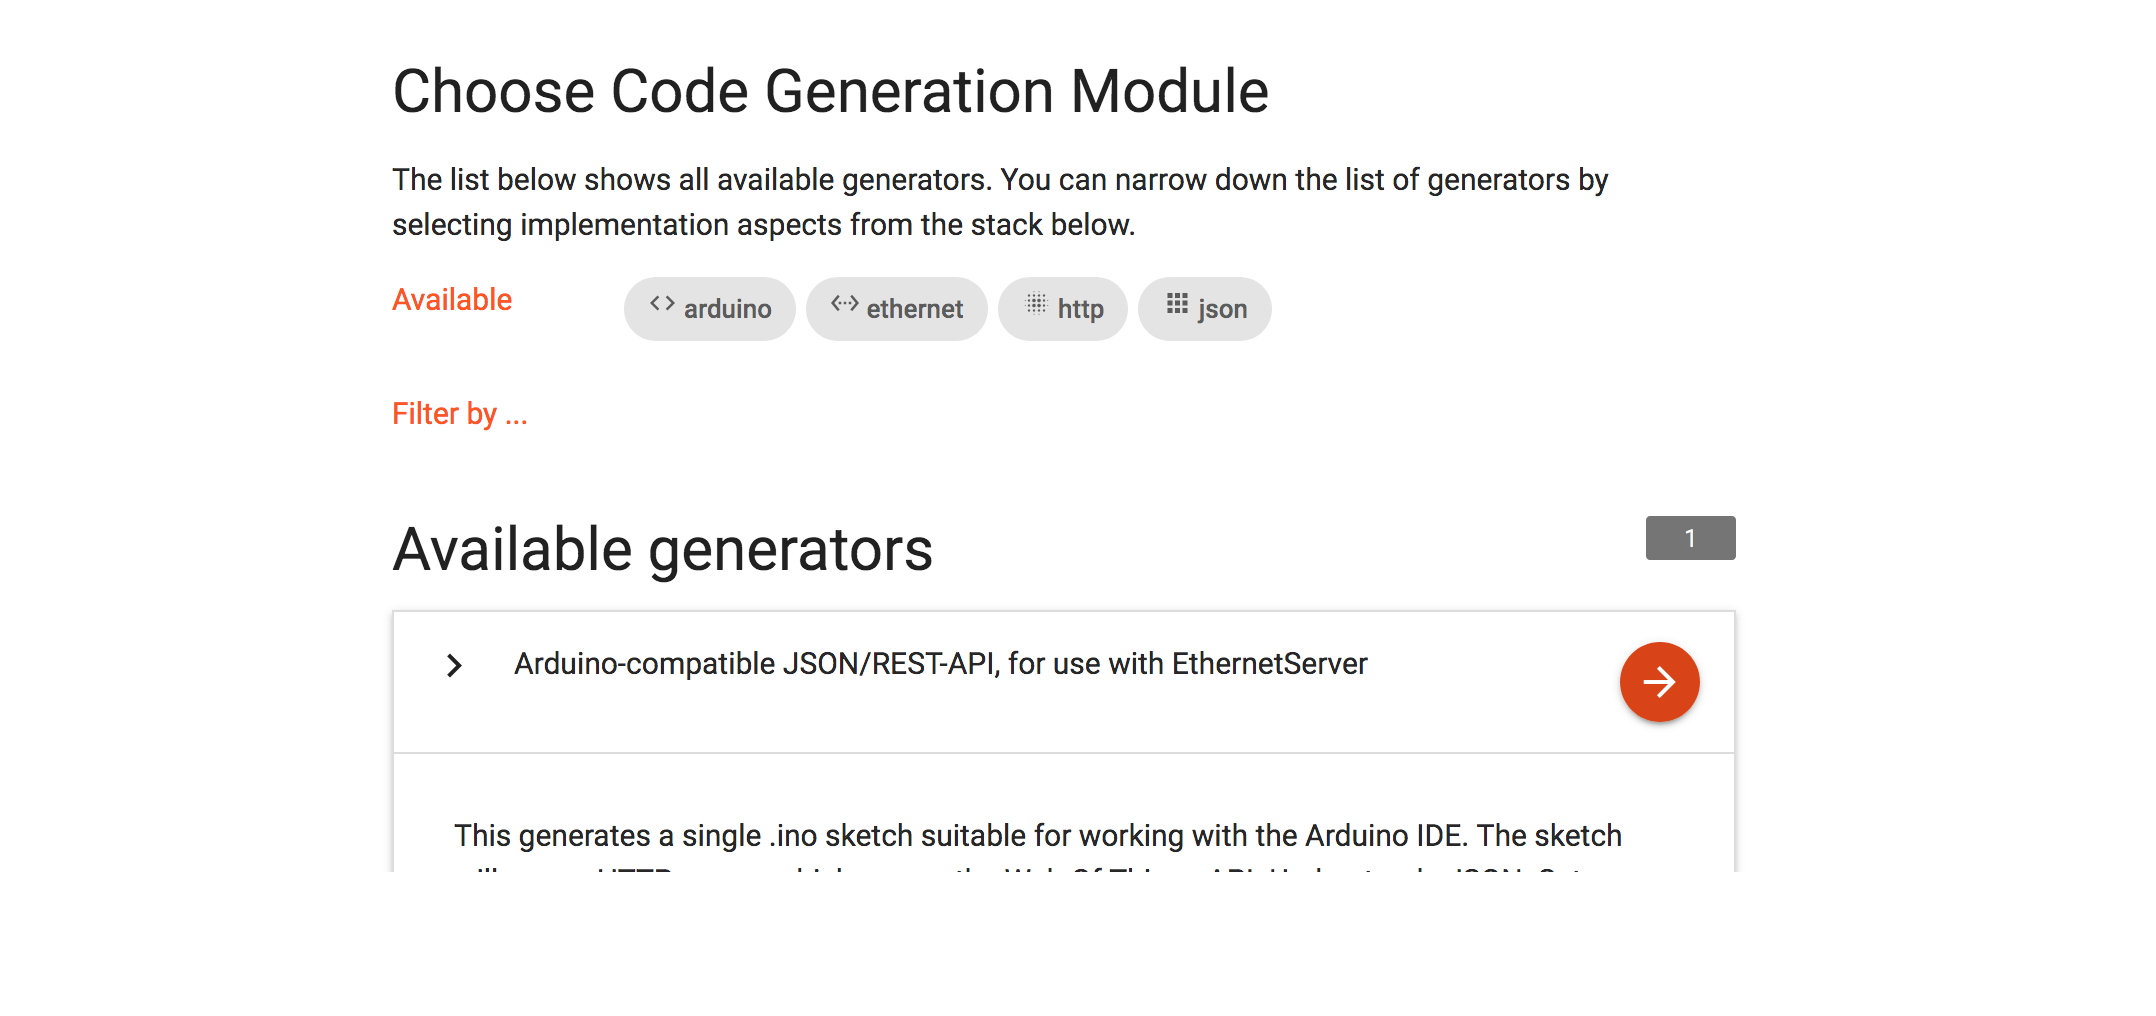 Choose Code Generation Module
The list below shows all available generators. You can narrow down the list of generators by
selecting implementation aspects from the stack below.
Available
arduino
ethernet
http
json
Filter by ...
Available generators
1
Arduino-compatible JSON/REST-API, for use with EthernetServer
This generates a single .ino sketch suitable for working with the Arduino IDE. The sketch